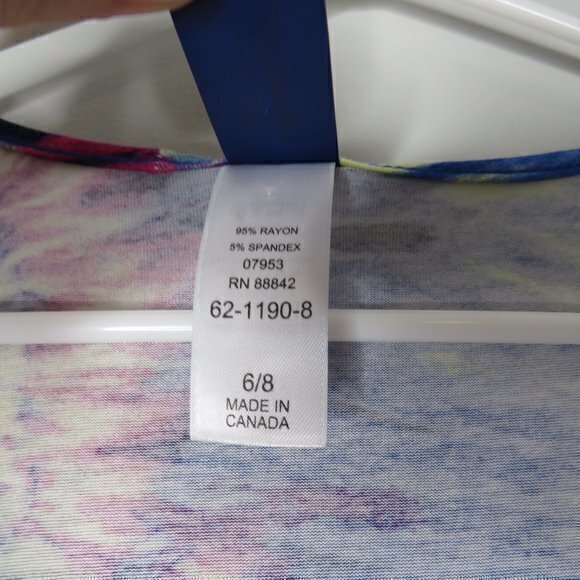 95% RAYON
5% SPANDEX
07953
RN 88842
62-1190-8
6/8
MADE IN
CANADA